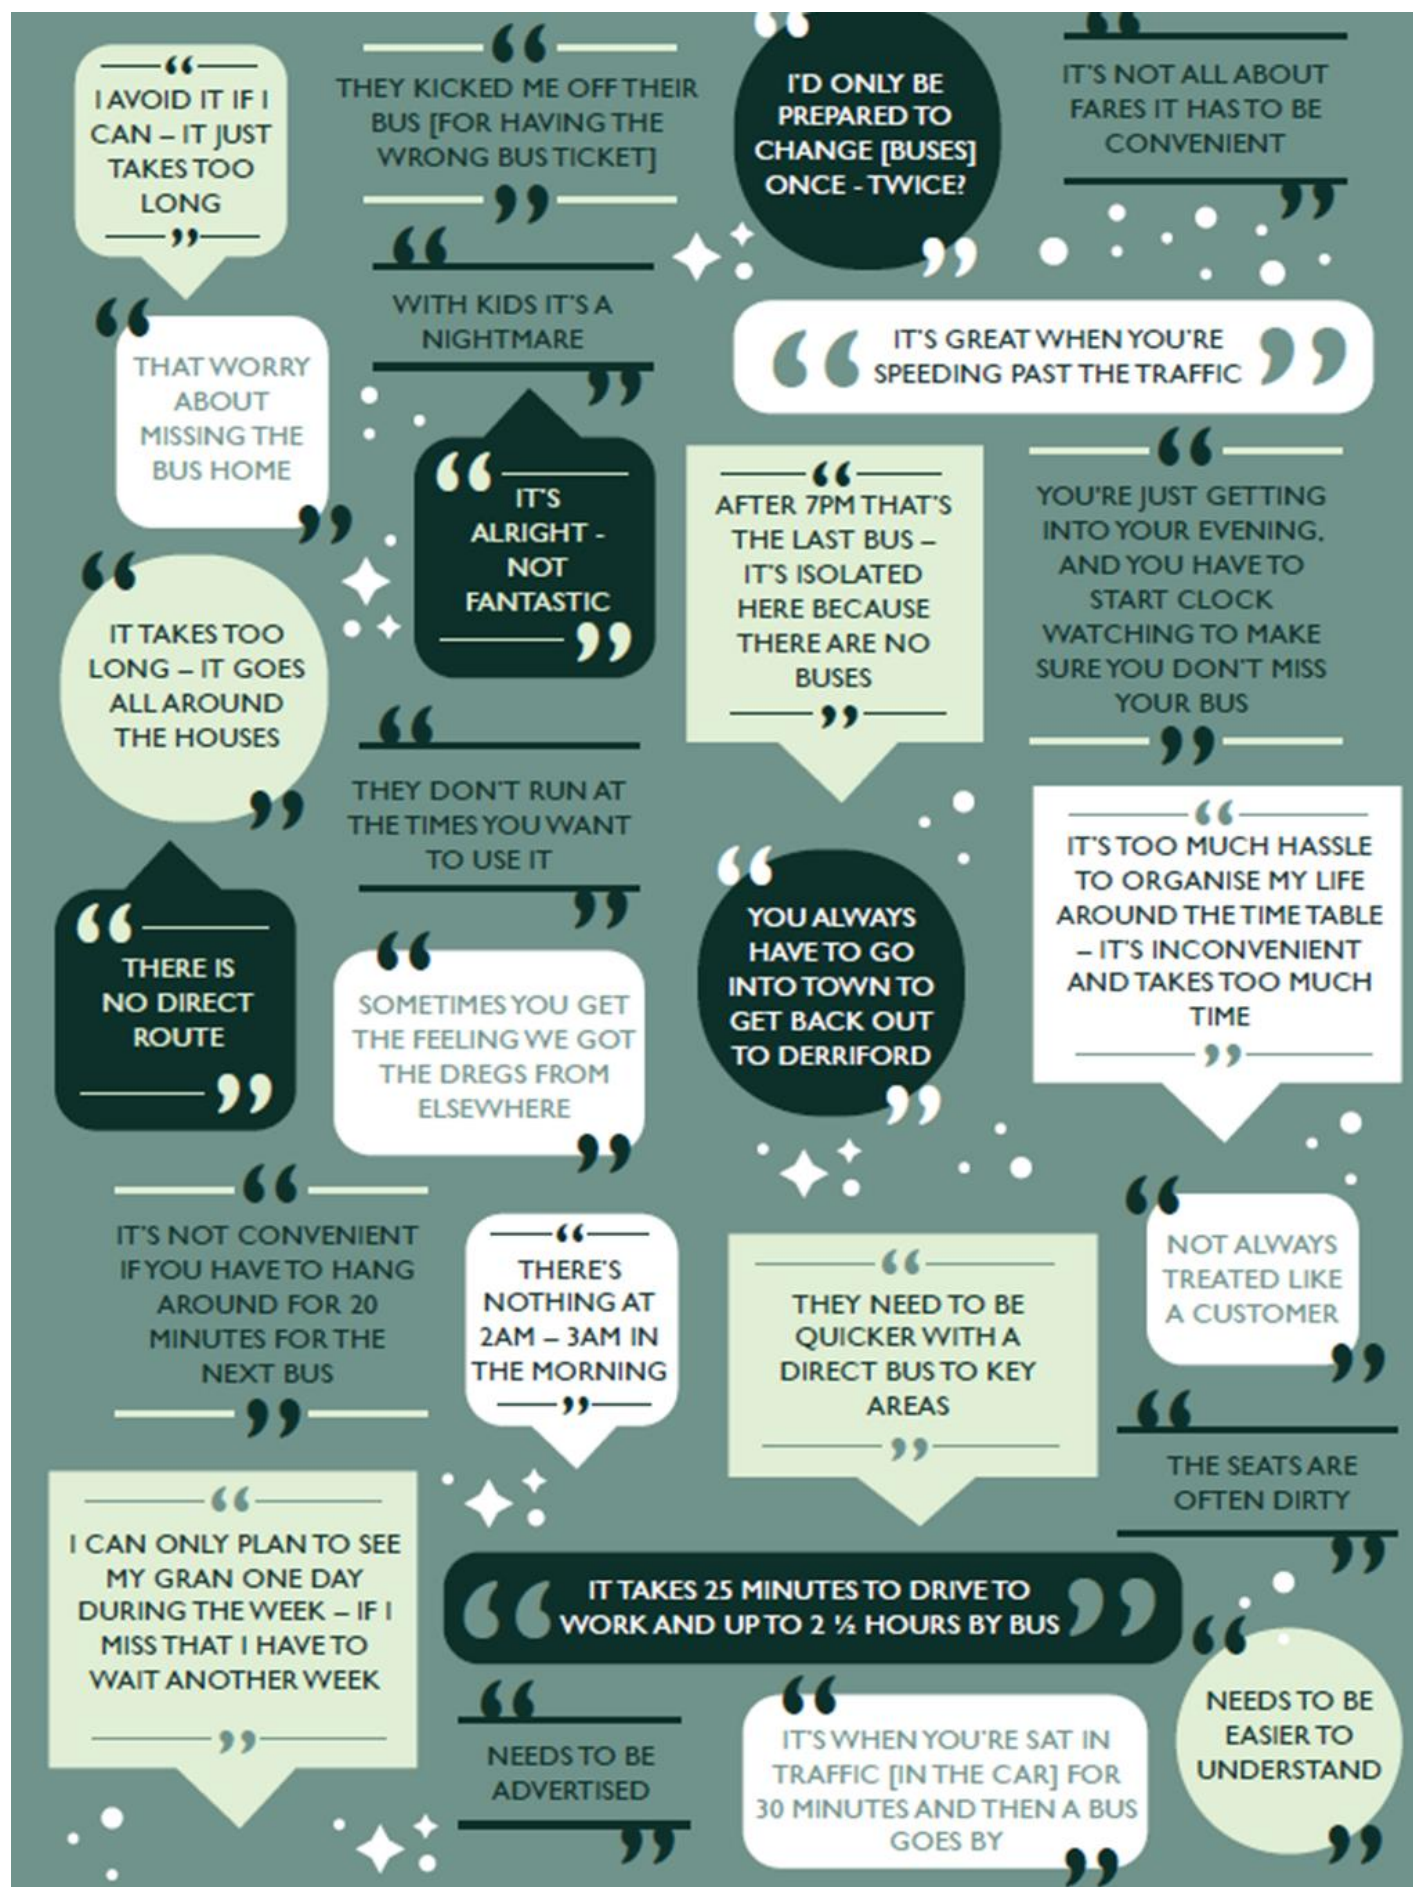 I AVOID IT IF I
CAN – IT JUST
TAKES TOO
LONG
THEY KICKED ME OFF THEIR
BUS [FOR HAVING THE
WRONG BUS TICKET]
I'D ONLY BE
PREPARED TO
CHANGE [BUSES]
ONCE - TWICE?
IT'S NOT ALL ABOUT
FARES IT HAS TO BE
CONVENIENT
WITH KIDS IT'S A
NIGHTMARE
THAT WORRY
ABOUT
MISSING THE
BUS HOME
IT'S GREAT WHEN YOU'RE
SPEEDING PAST THE TRAFFIC
IT'S
ALRIGHT -
NOT
FANTASTIC
AFTER 7PM THAT'S
THE LAST BUS –
IT'S ISOLATED
HERE BECAUSE
THERE ARE NO
BUSES
YOU'RE JUST GETTING
INTO YOUR EVENING,
AND YOU HAVE TO
START CLOCK
WATCHING TO MAKE
SURE YOU DON'T MISS
YOUR BUS
IT TAKES TOO
LONG – IT GOES
ALL AROUND
THE HOUSES
THEY DON'T RUN AT
THE TIMES YOU WANT
TO USE IT
IT'S TOO MUCH HASSLE
TO ORGANISE MY LIFE
AROUND THE TIME TABLE
– IT'S INCONVENIENT
AND TAKES TOO MUCH
TIME
THERE IS
NO DIRECT
ROUTE
SOMETIMES YOU GET
THE FEELING WE GOT
THE DREGS FROM
ELSEWHERE
YOU ALWAYS
HAVE TO GO
INTO TOWN TO
GET BACK OUT
TO DERRIFORD
IT'S NOT CONVENIENT
IF YOU HAVE TO HANG
AROUND FOR 20
MINUTES FOR THE
NEXT BUS
THERE'S
NOTHING AT
2AM – 3AM IN
THE MORNING
THEY NEED TO BE
QUICKER WITH A
DIRECT BUS TO KEY
AREAS
NOT ALWAYS
TREATED LIKE
A CUSTOMER
THE SEATS ARE
OFTEN DIRTY
I CAN ONLY PLAN TO SEE
MY GRAN ONE DAY
DURING THE WEEK – IF I
MISS THAT I HAVE TO
WAIT ANOTHER WEEK
IT TAKES 25 MINUTES TO DRIVE TO
WORK AND UP TO 2 ½ HOURS BY BUS
NEEDS TO BE
ADVERTISED
IT'S WHEN YOU'RE SAT IN
TRAFFIC [IN THE CAR] FOR
30 MINUTES AND THEN A BUS
GOES BY
NEEDS TO BE
EASIER TO
UNDERSTAND